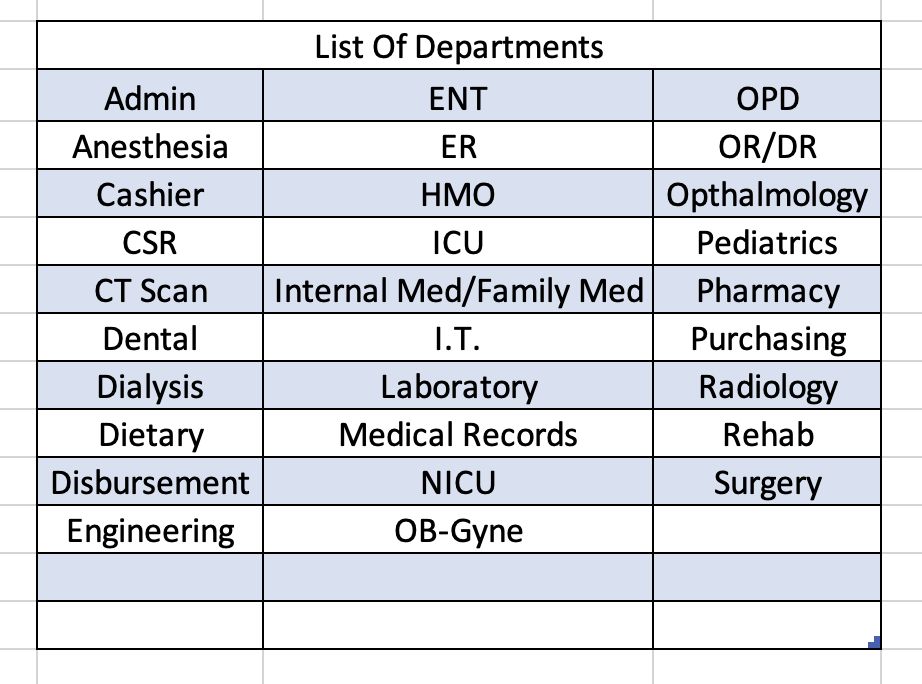 List Of Departments
Admin ENT OPD
Anesthesia ER OR/DR
Cashier HMO Opthalmology
CSR ICU Pediatrics
CT Scan Internal Med/Family Med Pharmacy
Dental I.T. Purchasing
Dialysis Laboratory Radiology
Dietary Medical Records Rehab
Disbursement NICU Surgery
Engineering OB-Gyne